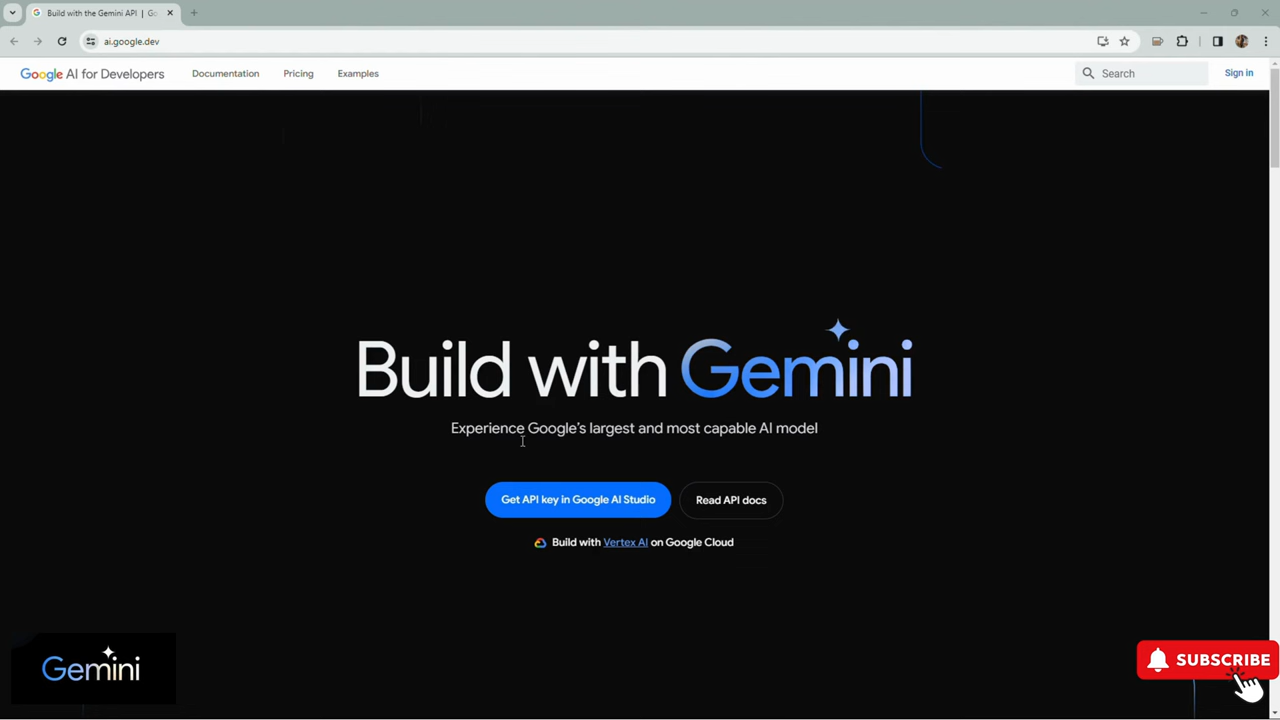 Build with the Gemini API | Go
ai.google.dev
Google AI for Developers
Documentation
Pricing
Examples
Search
Sign in
Build with Gemini
Experience Google's largest and most capable AI model
Get API key in Google AI Studio
Read API docs
Build with Vertex AI on Google Cloud
Gemini
SUBSCRIBE